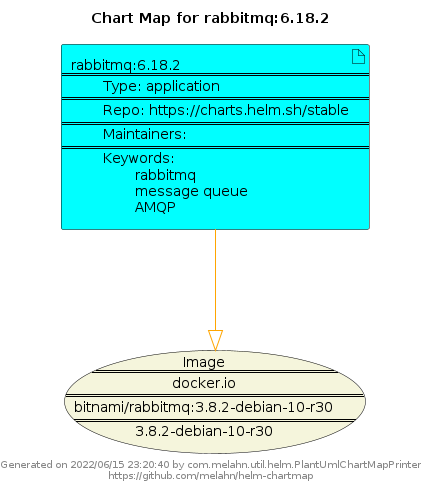 Chart Map for rabbitmq:6.18.2
rabbitmq:6.18.2
Type: application
Repo: https://charts.helm.sh/stable
Maintainers:
Keywords:
rabbitmq
message queue
AMQP
Image
docker.io
bitnami/rabbitmq:3.8.2-debian-10-r30
3.8.2-debian-10-r30
Generated on 2022/06/15 23:20:40 by com.melahn.util.helm.PlantUmlChartMapPrinter
https://github.com/melahn/helm-chartmap